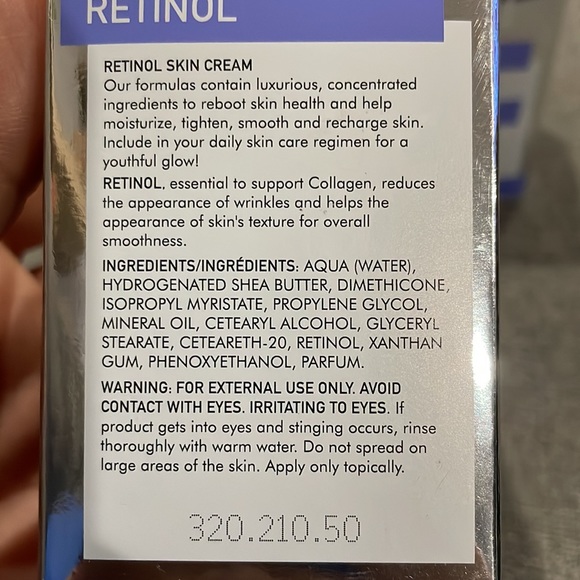 RETINOL
RETINOL SKIN CREAM
Our formulas contain luxurious, concentrated
ingredients to reboot skin health and help
moisturize, tighten, smooth and recharge skin.
Include in your daily skin care regimen for a
youthful glow!
RETINOL, essential to support Collagen, reduces
the appearance of wrinkles and helps the
appearance of skin's texture for overall
smoothness.
INGREDIENTS/INGRÉDIENTS: AQUA (WATER),
HYDROGENATED SHEA BUTTER, DIMETHICONE,
ISOPROPYL MYRISTATE, PROPYLENE GLYCOL,
MINERAL OIL, CETEARYL ALCOHOL, GLYCERYL
STEARATE, CETEARETH-20, RETINOL, XANTHAN
GUM, PHENOXYETHANOL, PARFUM.
WARNING: FOR EXTERNAL USE ONLY. AVOID
CONTACT WITH EYES. IRRITATING TO EYES. If
product gets into eyes and stinging occurs, rinse
thoroughly with warm water. Do not spread on
large areas of the skin. Apply only topically.
320.210.50